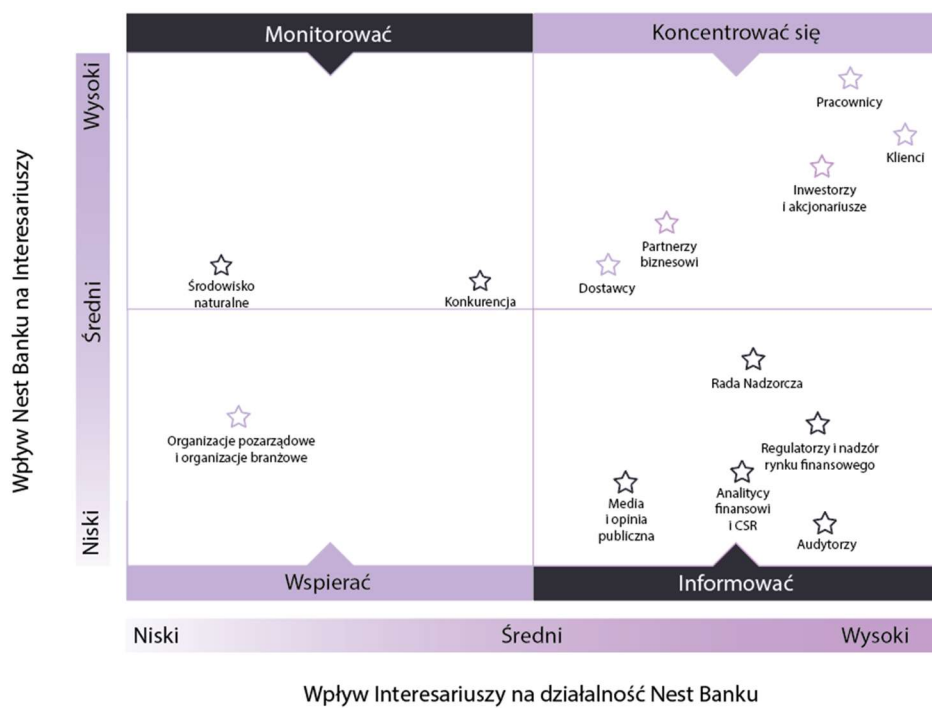 Monitorować
Koncentrować się
Wysoki
Średni
Niski
Wpływ Nest Banku na Interesariuszy
Pracownicy
Klienci
Inwestorzy
i akcjonariusze
Partnerzy
biznesowi
Dostawcy
Środowisko
naturalne
Konkurencja
Rada Nadzorcza
Organizacje pozarządowe
i organizacje branżowe
Regulatorzy i nadzór
rynku finansowego
Media
i opinia
publiczna
Analitycy
finansowi
i CSR
Audytorzy
Wspierać
Informować
Niski
Średni
Wysoki
Wpływ Interesariuszy na działalność Nest Banku